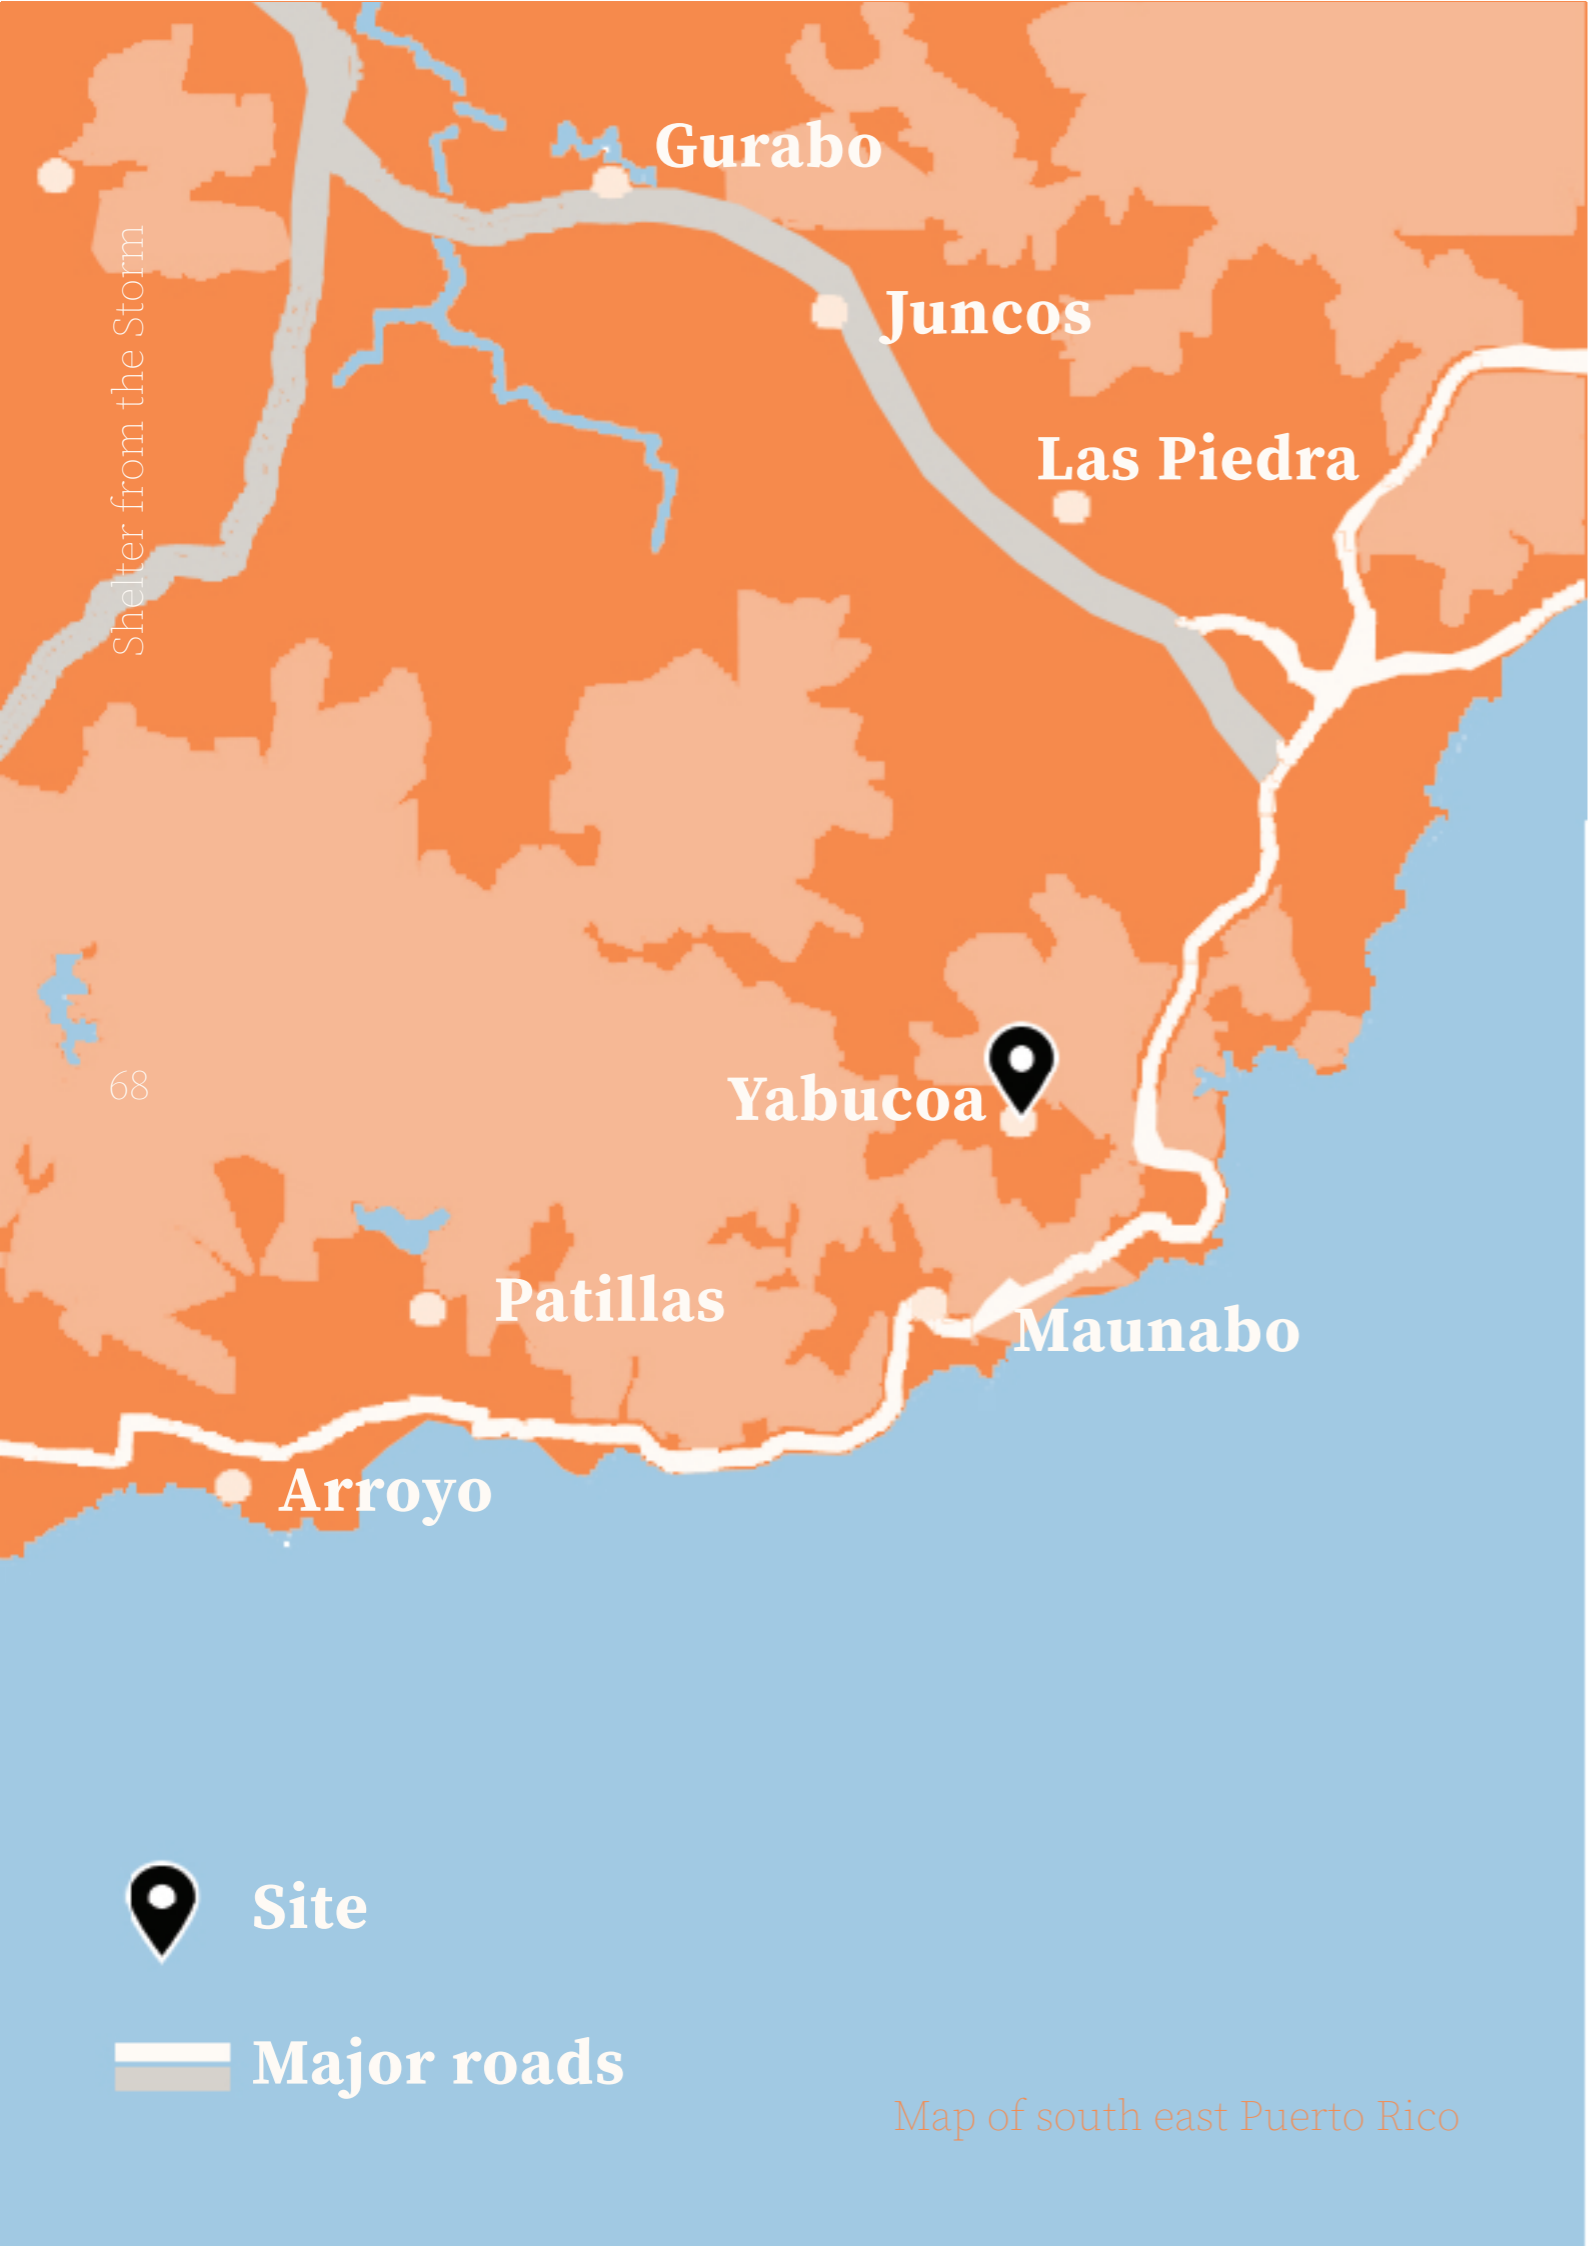 Gurabo
Juncos
Las Piedra
Shelter from the Storm
68
Yabucoa
Patillas
Maunabo
Arroyo
Site
Major roads
Map of south east Puerto Rico